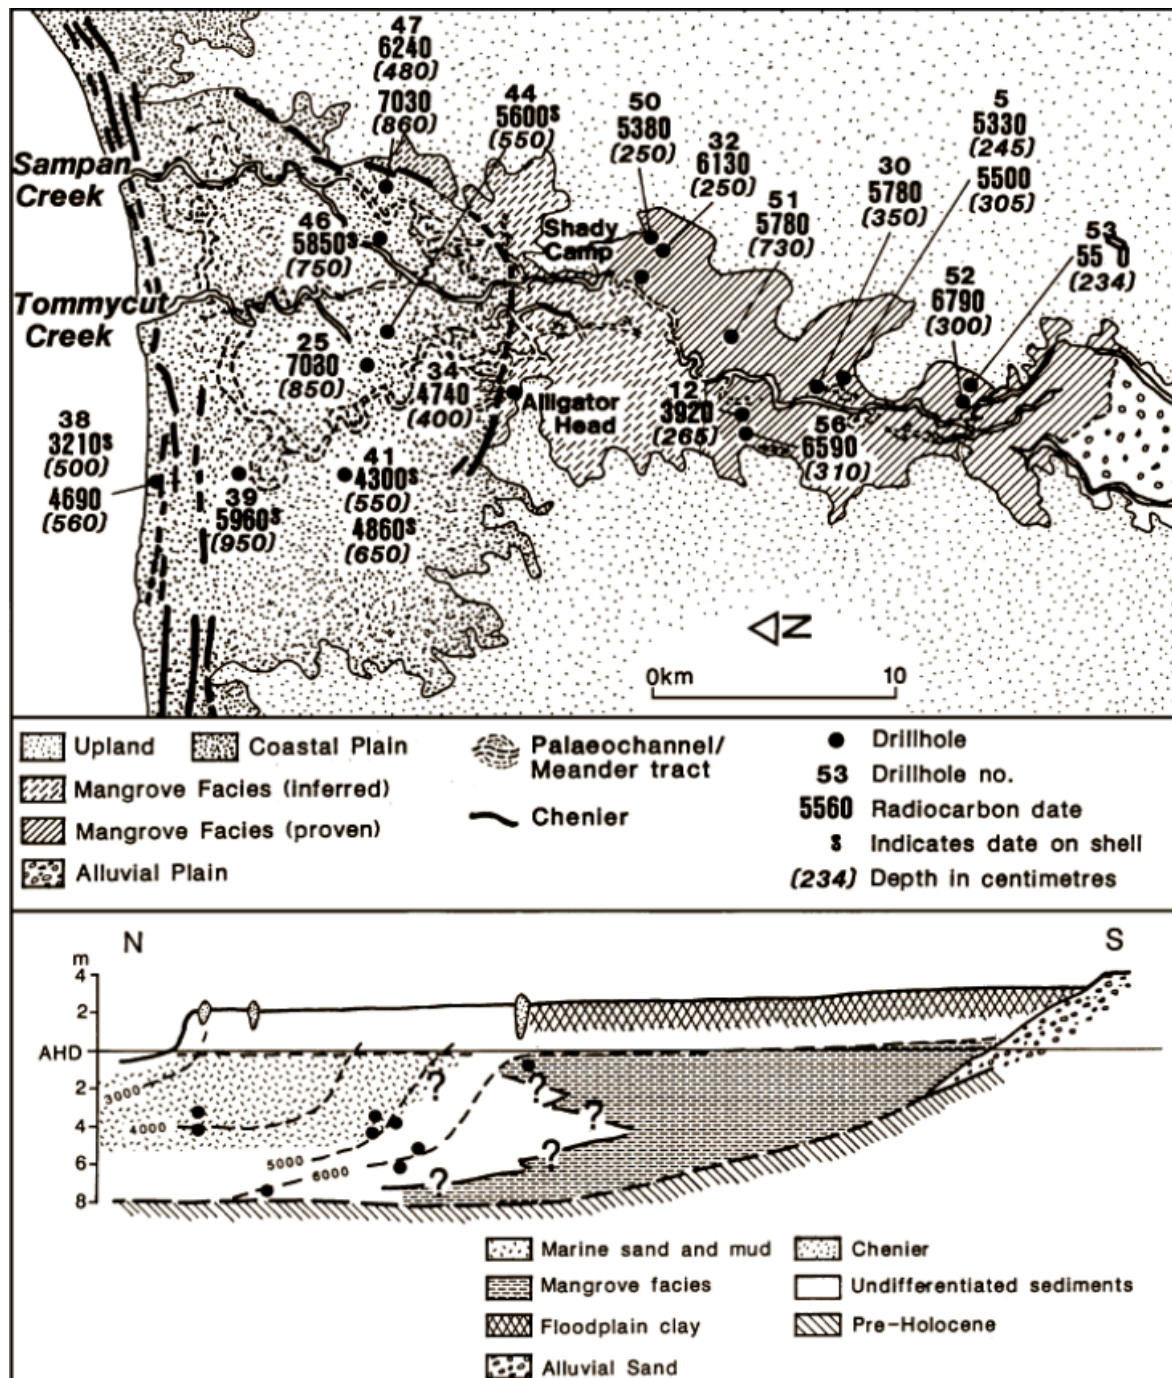 47
6240
(480)
7030
(860)
44
5600s
(550)
50
5380
(250)
32
6130
(250)
51
5780
(730)
30
5780
(350)
5
5330
(245)
5500
(305)
53
(234)
52
6790
(300)
Sampan
Creek
46
5850s
(750)
Shady
Camp
Tommycut
Creek
25
7080
(850)
34
4740
(400)
Alligator
Head
12
3920
(265)
56
6590
(310)
38
3210s
(500)
4690
(560)
39
5960s
(950)
41
4300s
(550)
4860s
(650)
N
0km 10
Upland
Coastal Plain
Mangrove Facies (inferred)
Mangrove Facies (proven)
Alluvial Plain
Palaeochannel/
Meander tract
Chenier
Drillhole
53 Drillhole no.
5560 Radiocarbon date
s Indicates date on shell
(234) Depth in centimetres
N S
m
4
2
AHD
2
4
6
8
3000
4000
5000
6000
?
?
?
?
?
Marine sand and mud
Mangrove facies
Floodplain clay
Alluvial Sand
Chenier
Undifferentiated sediments
Pre-Holocene